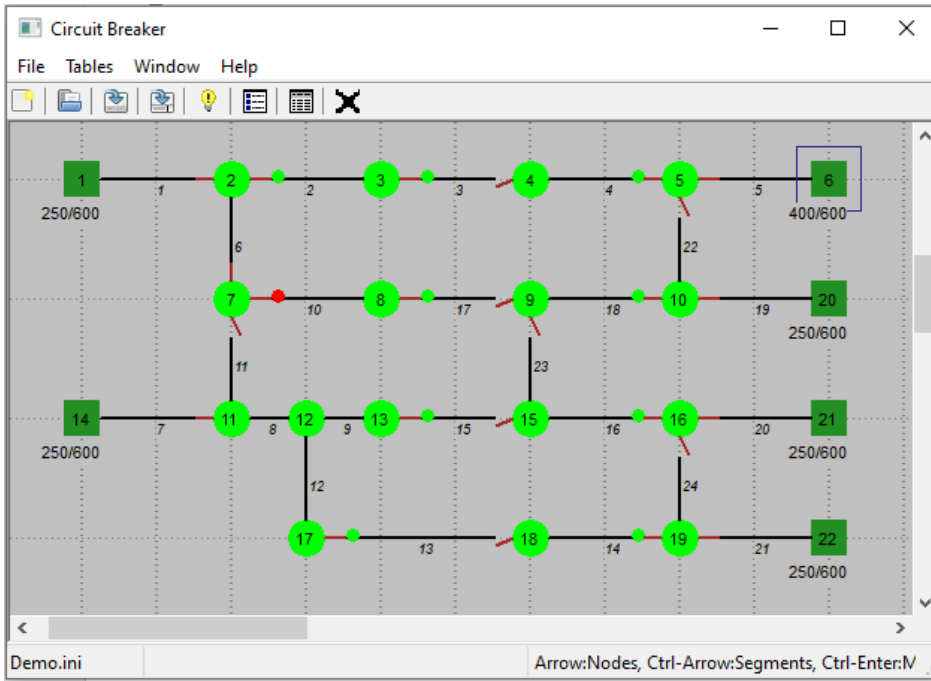 Circuit Breaker
File Tables Window Help
1 2 3 4 5 6
1 2 3 4 5
250/600 400/600
6 22
7 8 9 10 20
10 17 18 19
250/600
11 23
14 11 12 13 15 16 21
7 8 9 15 16 20
250/600 250/600
12 24
17 18 19 22
13 14 21
250/600
Demo.ini Arrow:Nodes, Ctrl-Arrow:Segments, Ctrl-Enter:M